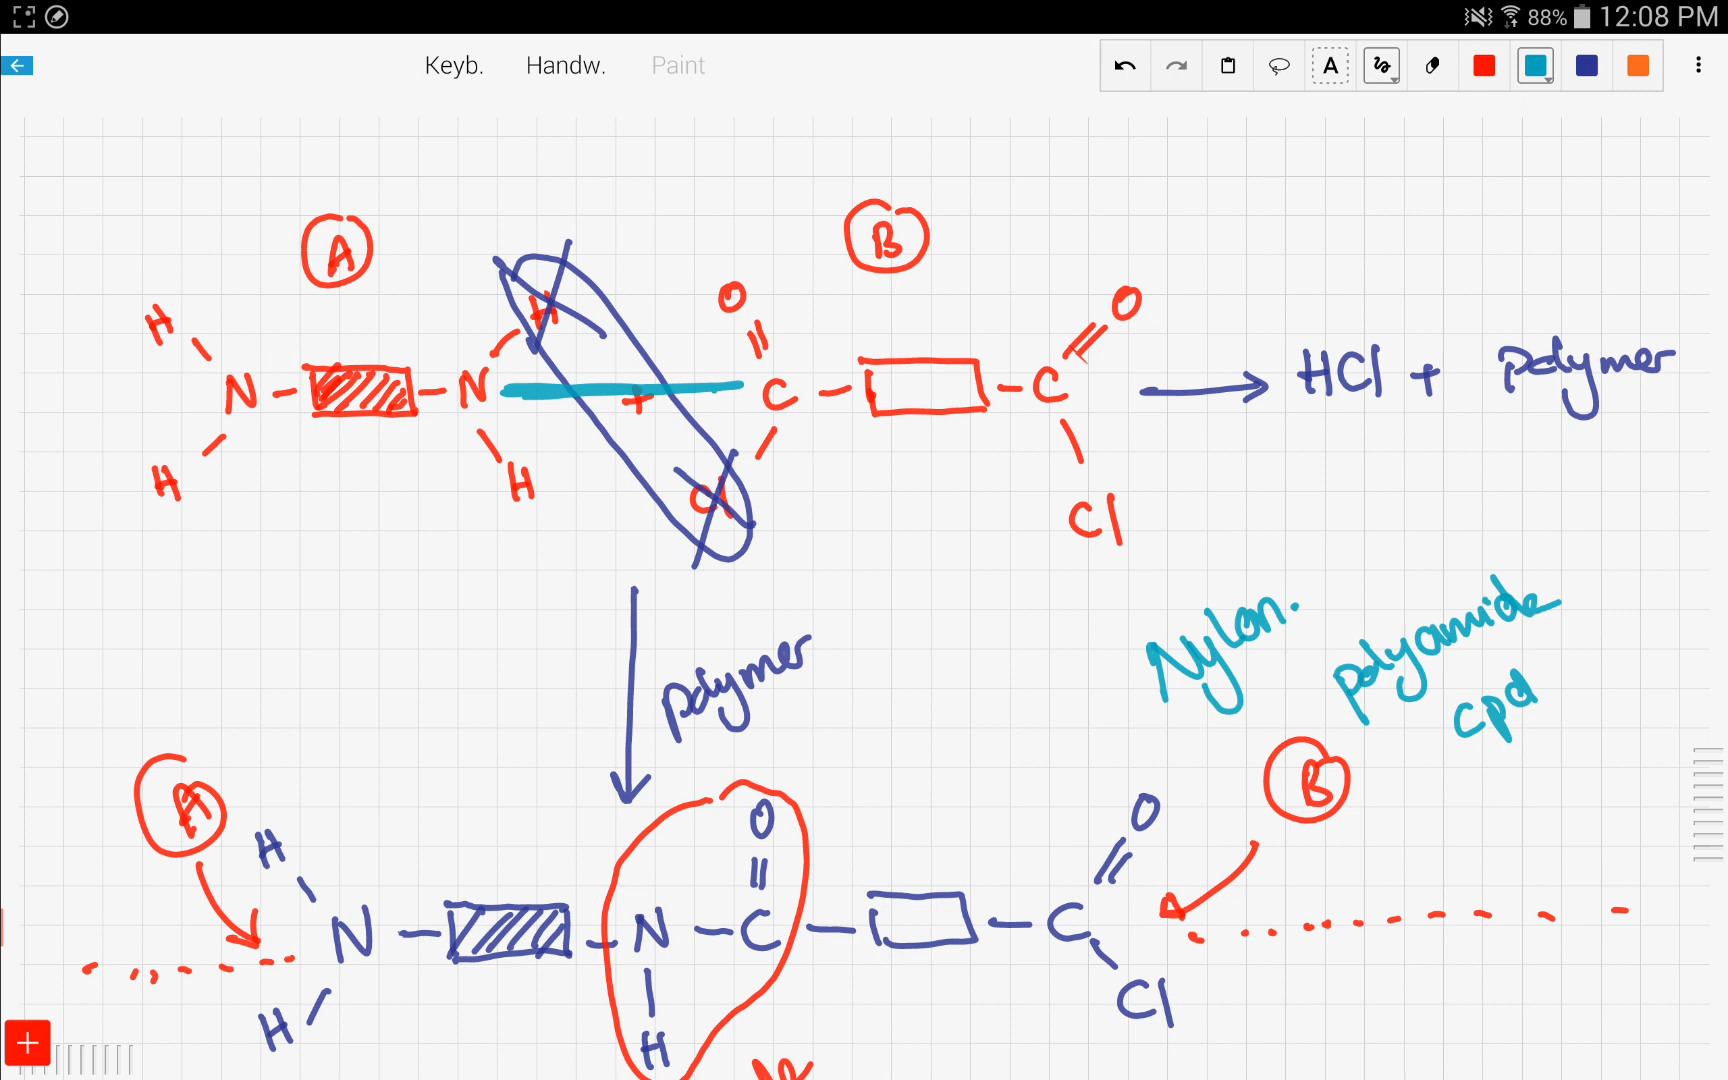 88% 12:08 PM
Keyb. Handw. Paint
A
A B
H H O O
N N + C C HCl + polymer
H H Cl Cl
Nylon.
polymer polyamide
cpd
A B
H O O
N N C C
H H Cl